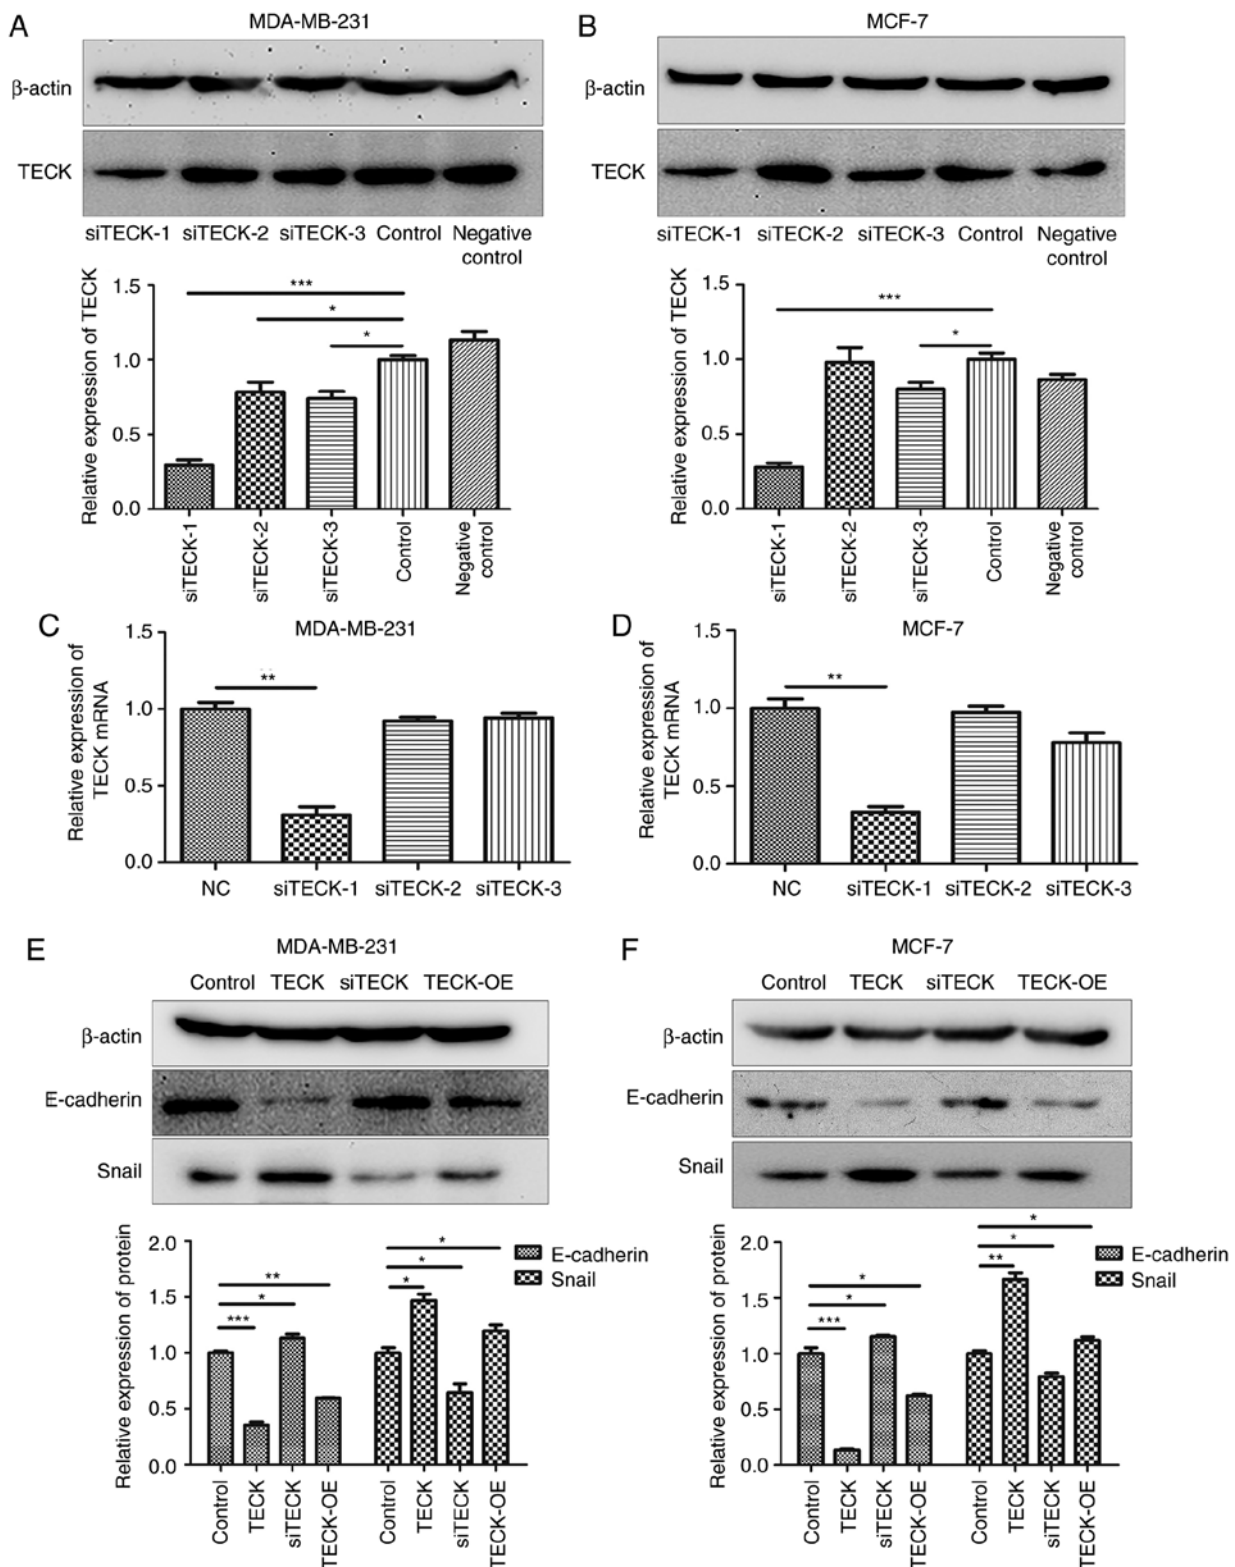 A
MDA-MB-231
β-actin
TECK
siTECK-1 siTECK-2 siTECK-3 Control Negative
control
Relative expression of TECK
1.5
1.0
0.5
0.0
***
*
*
siTECK-1
siTECK-2
siTECK-3
Control
Negative
control
B
MCF-7
β-actin
TECK
siTECK-1 siTECK-2 siTECK-3 Control Negative
control
Relative expression of TECK
1.5
1.0
0.5
0.0
***
*
siTECK-1
siTECK-2
siTECK-3
Control
Negative
control
C
MDA-MB-231
Relative expression of
TECK mRNA
1.5
1.0
0.5
0.0
**
NC siTECK-1 siTECK-2 siTECK-3
D
MCF-7
Relative expression of
TECK mRNA
1.5
1.0
0.5
0.0
**
NC siTECK-1 siTECK-2 siTECK-3
E
MDA-MB-231
Control TECK siTECK TECK-OE
β-actin
E-cadherin
Snail
Relative expression of protein
2.0
1.5
1.0
0.5
0.0
**
*
***
*
*
*
E-cadherin
Snail
Control
TECK
siTECK
TECK-OE
Control
TECK
siTECK
TECK-OE
F
MCF-7
Control TECK siTECK TECK-OE
β-actin
E-cadherin
Snail
Relative expression of protein
2.0
1.5
1.0
0.5
0.0
*
*
***
*
*
**
E-cadherin
Snail
Control
TECK
siTECK
TECK-OE
Control
TECK
siTECK
TECK-OE